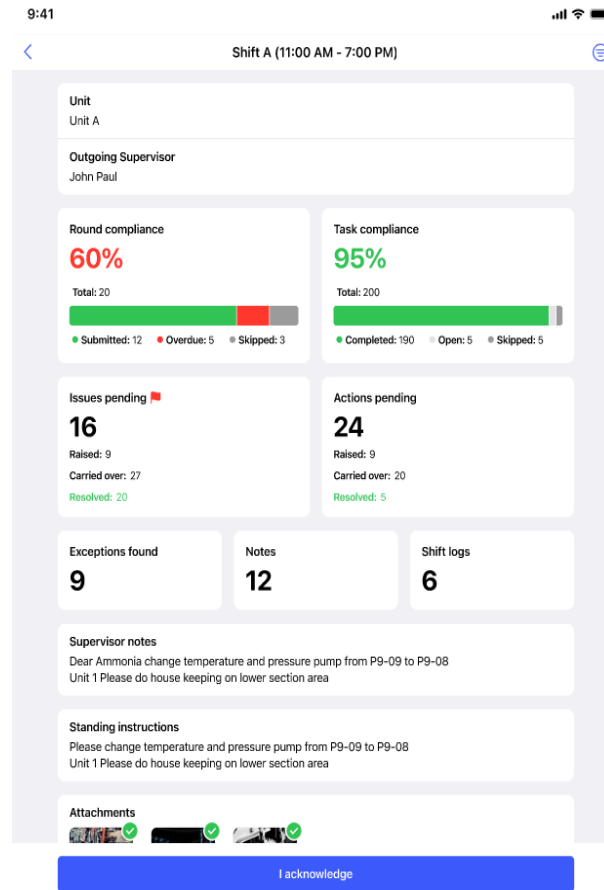 9:41
Shift A (11:00 AM - 7:00 PM)
Unit
Unit A
Outgoing Supervisor
John Paul
Round compliance
60%
Total: 20
Submitted: 12 Overdue: 5 Skipped: 3
Task compliance
95%
Total: 200
Completed: 190 Open: 5 Skipped: 5
Issues pending
16
Raised: 9
Carried over: 27
Resolved: 20
Actions pending
24
Raised: 9
Carried over: 20
Resolved: 5
Exceptions found
9
Notes
12
Shift logs
6
Supervisor notes
Dear Ammonia change temperature and pressure pump from P9-09 to P9-08
Unit 1 Please do house keeping on lower section area
Standing instructions
Please change temperature and pressure pump from P9-09 to P9-08
Unit 1 Please do house keeping on lower section area
Attachments
I acknowledge